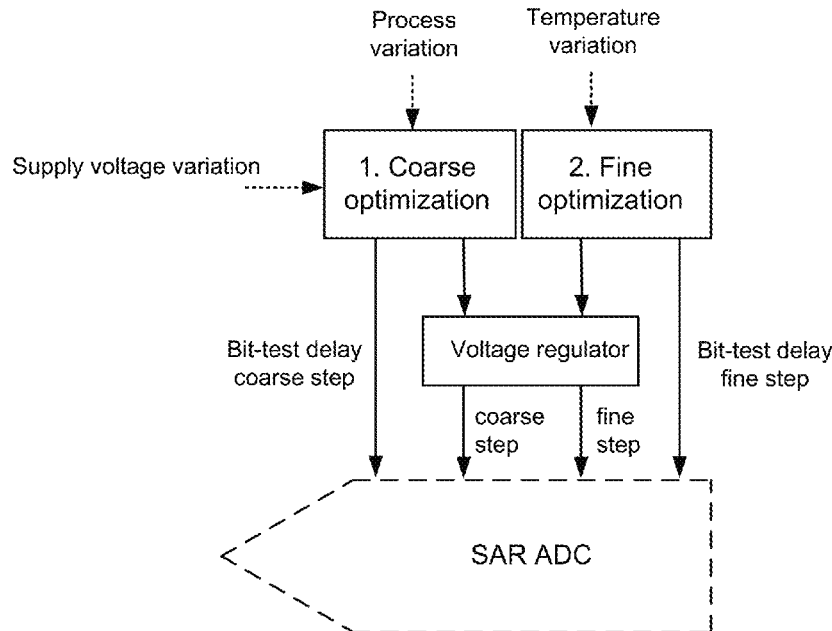 Process
variation
Temperature
variation
Supply voltage variation
1. Coarse
optimization
2. Fine
optimization
Bit-test delay
coarse step
Voltage regulator
Bit-test delay
fine step
coarse
step
fine
step
SAR ADC